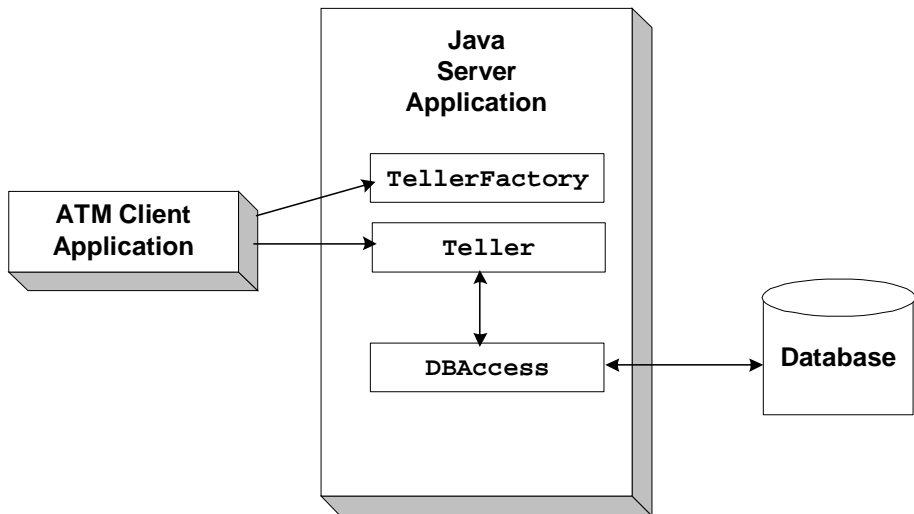 Java
Server
Application
TellerFactory
ATM Client
Application
Teller
DBAccess
Database